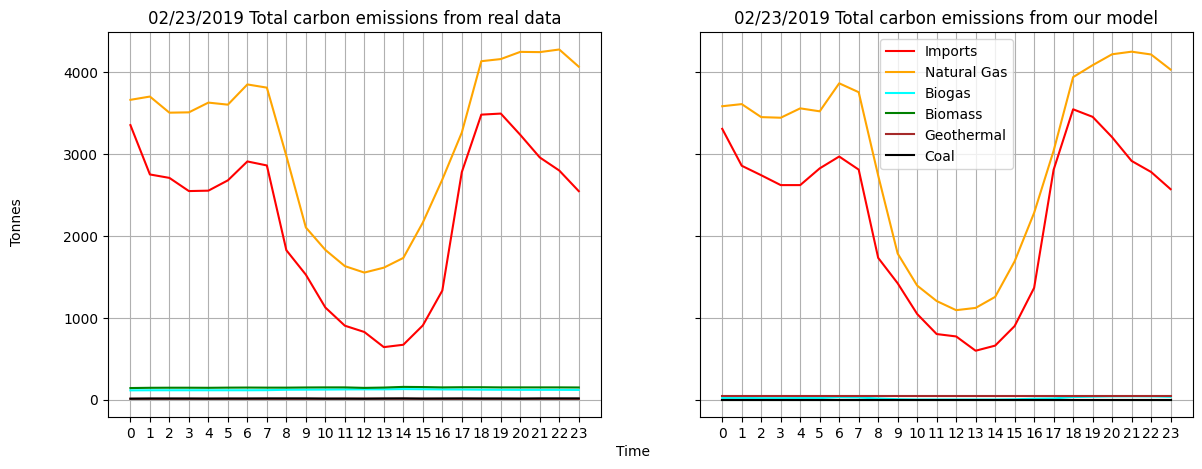 02/23/2019 Total carbon emissions from real data
02/23/2019 Total carbon emissions from our model
Tonnes
4000
3000
2000
1000
0
Imports
Natural Gas
Biogas
Biomass
Geothermal
Coal
0 1 2 3 4 5 6 7 8 9 10 11 12 13 14 15 16 17 18 19 20 21 22 23
0 1 2 3 4 5 6 7 8 9 10 11 12 13 14 15 16 17 18 19 20 21 22 23
Time